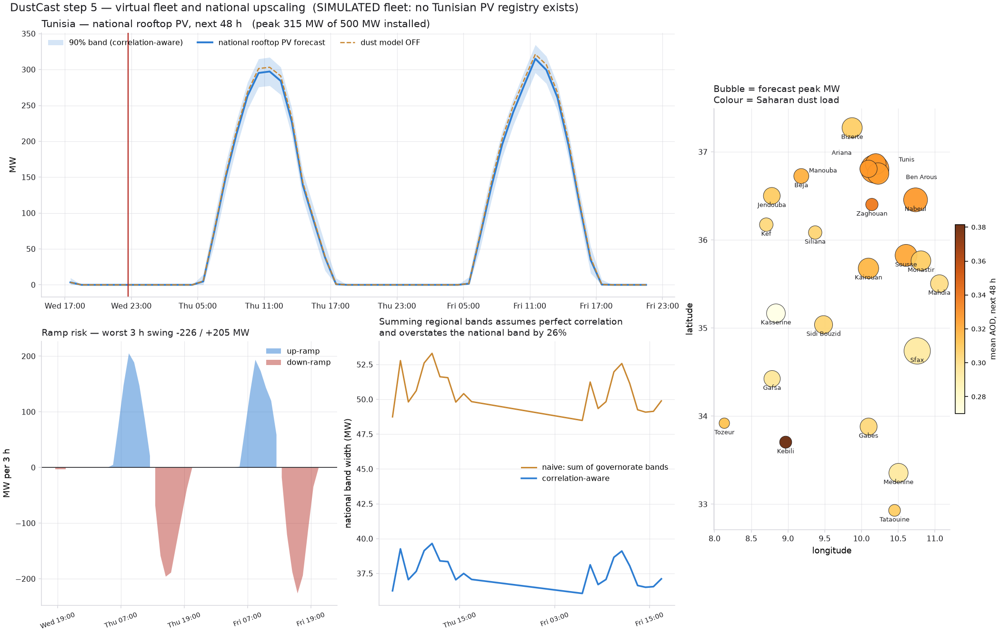 DustCast step 5 — virtual fleet and national upscaling  (SIMULATED fleet: no Tunisian PV registry exists)
Tunisia — national rooftop PV, next 48 h   (peak 315 MW of 500 MW installed)
90% band (correlation-aware)
national rooftop PV forecast
dust model OFF
350
300
250
200
150
100
50
0
MW
Wed 17:00
Wed 23:00
Thu 05:00
Thu 11:00
Thu 17:00
Thu 23:00
Fri 05:00
Fri 11:00
Fri 17:00
Fri 23:00
Ramp risk — worst 3 h swing -226 / +205 MW
up-ramp
down-ramp
200
100
0
−100
−200
MW per 3 h
Wed 19:00
Thu 07:00
Thu 19:00
Fri 07:00
Fri 19:00
Summing regional bands assumes perfect correlation
and overstates the national band by 26%
52.5
50.0
47.5
45.0
42.5
40.0
37.5
national band width (MW)
naive: sum of governorate bands
correlation-aware
Thu 15:00
Fri 03:00
Fri 15:00
Bubble = forecast peak MW
Colour = Saharan dust load
37
36
35
34
33
latitude
Bizerte
Ariana
Tunis
Manouba
Ben Arous
Beja
Jendouba
Nabeul
Zaghouan
Kef
Siliana
Sousse
Monastir
Kairouan
Mahdia
Kasserine
Sidi Bouzid
Sfax
Gafsa
Tozeur
Gabes
Kebili
Medenine
Tataouine
8.0
8.5
9.0
9.5
10.0
10.5
11.0
longitude
0.38
0.36
0.34
0.32
0.30
0.28
mean AOD, next 48 h